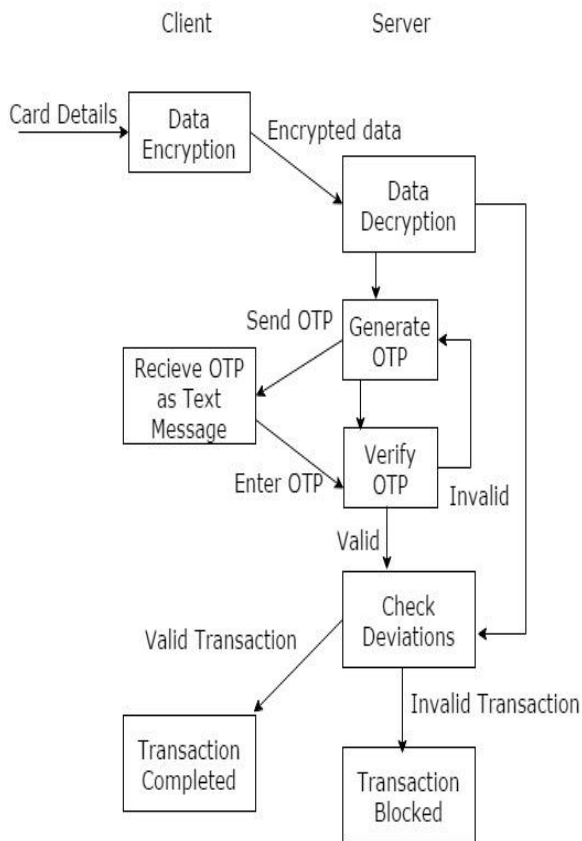 Client
Server
Card Details
Data
Encryption
Encrypted data
Data
Decryption
Send OTP
Generate
OTP
Recieve OTP
as Text
Message
Enter OTP
Verify
OTP
Invalid
Valid
Check
Deviations
Valid Transaction
Invalid Transaction
Transaction
Completed
Transaction
Blocked